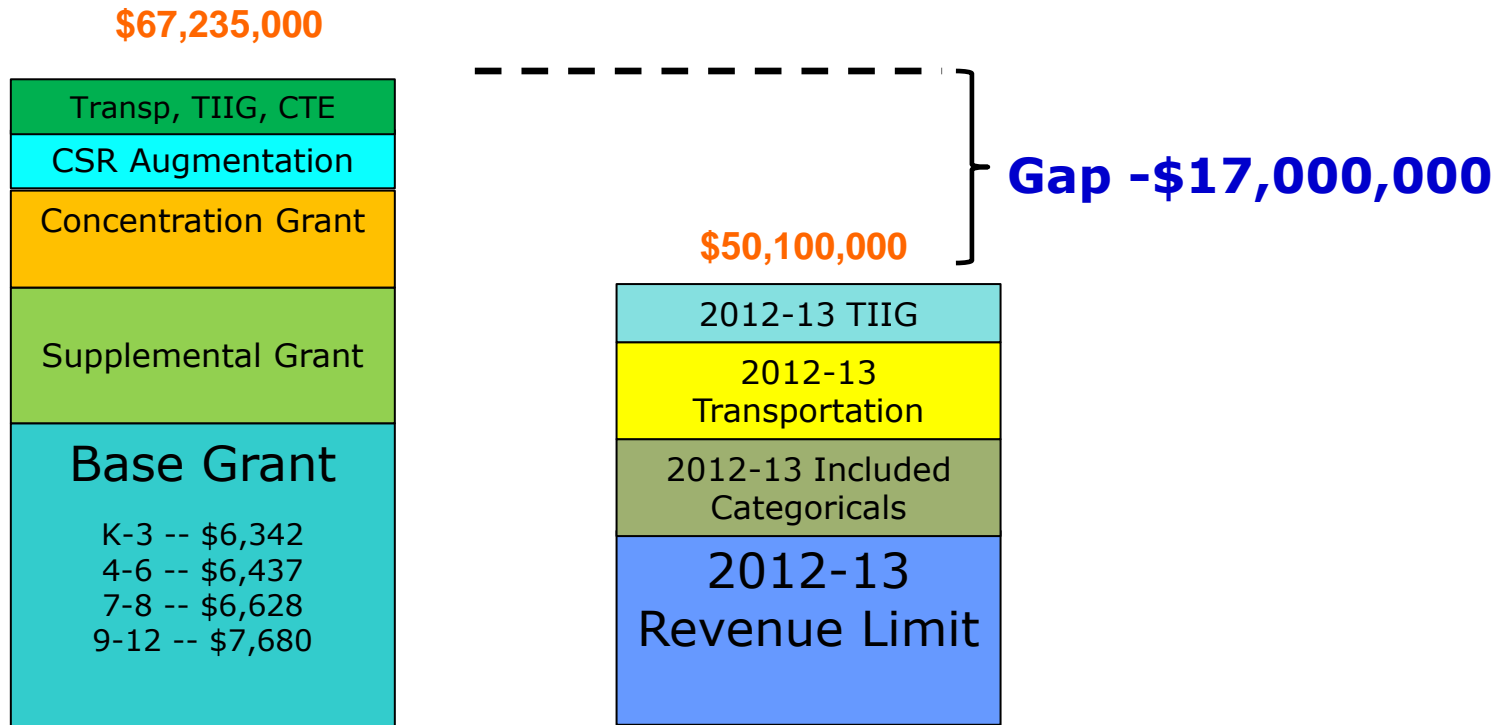 $67,235,000
Transp, TIIG, CTE
CSR Augmentation
Concentration Grant
Supplemental Grant
Base Grant
K-3 -- $6,342
4-6 -- $6,437
7-8 -- $6,628
9-12 -- $7,680
Gap -$17,000,000
$50,100,000
2012-13 TIIG
2012-13
Transportation
2012-13 Included
Categoricals
2012-13
Revenue Limit